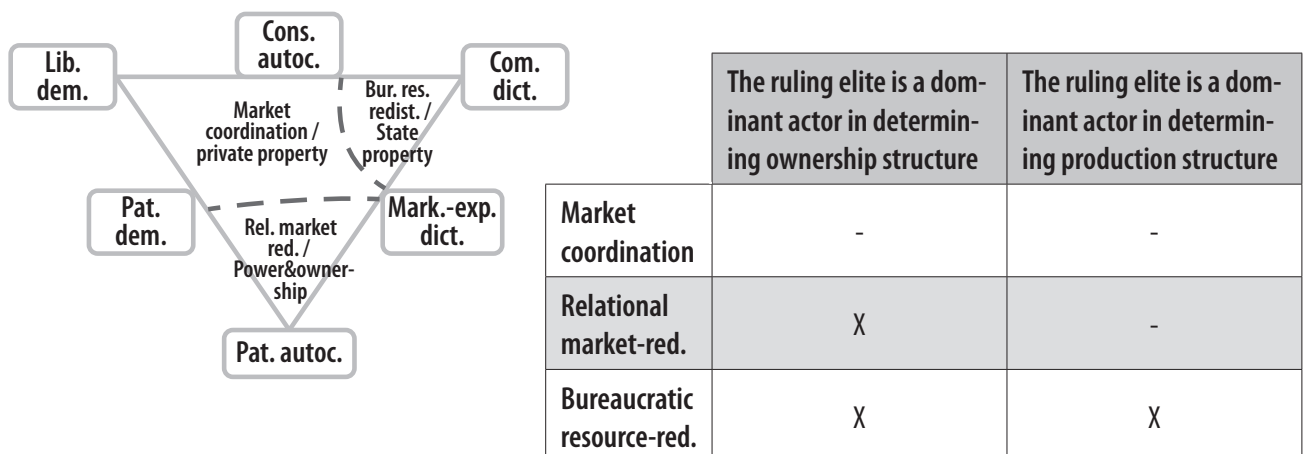 Cons.
autoc.
Lib.
dem.
Com.
dict.
Bur. res.
redist. /
State
property
Market
coordination /
private property
Pat.
dem.
Mark.-exp.
dict.
Rel. market
red. /
Power&owner-
ship
Pat. autoc.
The ruling elite is a dom-
inant actor in determin-
ing ownership structure
The ruling elite is a dom-
inant actor in determin-
ing production structure
Market
coordination
- -
Relational
market-red.
X -
Bureaucratic
resource-red.
X X